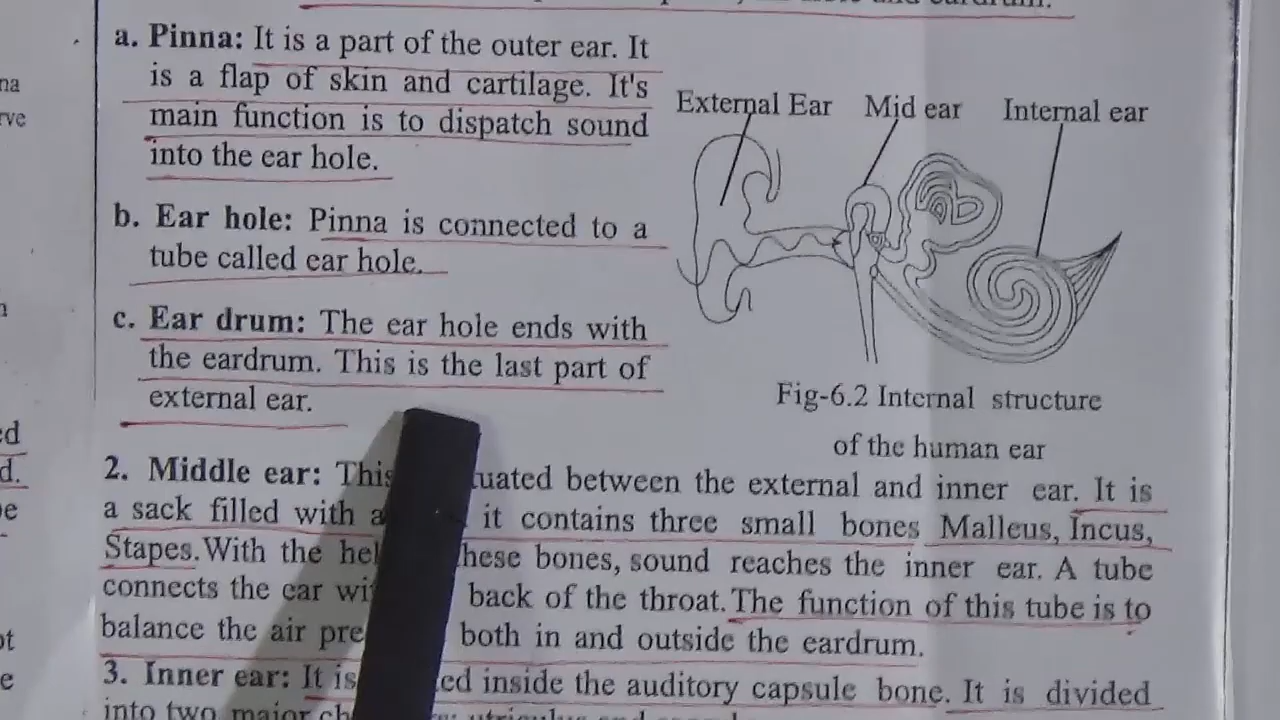 a. Pinna: It is a part of the outer ear. It
is a flap of skin and cartilage. It's
main function is to dispatch sound
into the ear hole.
b. Ear hole: Pinna is connected to a
tube called ear hole.
c. Ear drum: The ear hole ends with
the eardrum. This is the last part of
external ear.
External Ear Mid ear Internal ear
Fig-6.2 Internal structure
of the human ear
2. Middle ear: This uated between the external and inner ear. It is
a sack filled with a it contains three small bones Malleus, Incus,
Stapes. With the hel hese bones, sound reaches the inner ear. A tube
connects the ear wi back of the throat. The function of this tube is to
balance the air pre both in and outside the eardrum.
3. Inner ear: It is ed inside the auditory capsule bone. It is divided
into two major ch